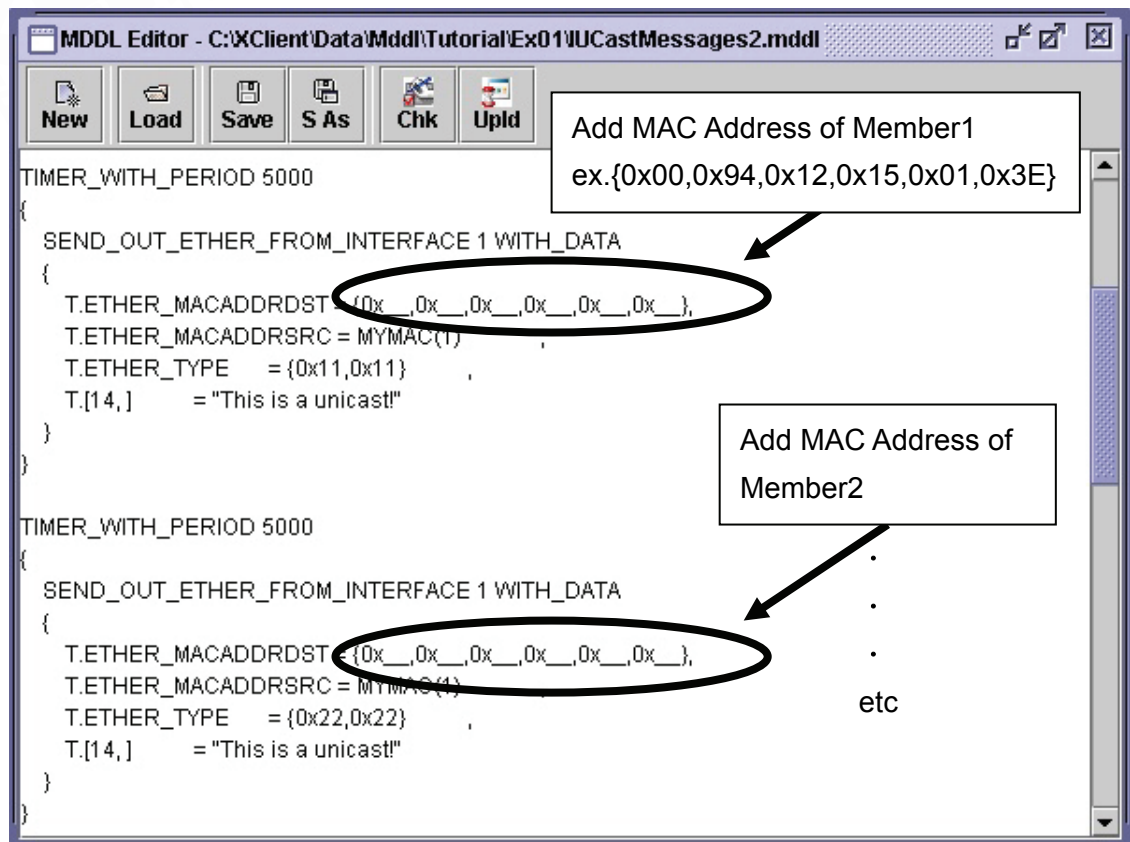 MDDL Editor - C:\XClient\Data\Mddl\Tutorial\Ex01\IUCastMessages2.mddl
New Load Save S As Chk Upld
Add MAC Address of Member1
ex.{0x00,0x94,0x12,0x15,0x01,0x3E}
TIMER_WITH_PERIOD 5000
{
SEND_OUT_ETHER_FROM_INTERFACE 1 WITH_DATA
{
T.ETHER_MACADDRDST = {0x__,0x__,0x__,0x__,0x__,0x__},
T.ETHER_MACADDRSRC = MYMAC(1) ,
T.ETHER_TYPE = {0x11,0x11} ,
T.[14, ] = "This is a unicast!"
}
}
Add MAC Address of
Member2
TIMER_WITH_PERIOD 5000
{
SEND_OUT_ETHER_FROM_INTERFACE 1 WITH_DATA
{
T.ETHER_MACADDRDST = {0x__,0x__,0x__,0x__,0x__,0x__},
T.ETHER_MACADDRSRC = MYMAC(1) ,
T.ETHER_TYPE = {0x22,0x22} ,
T.[14, ] = "This is a unicast!"
}
}
.
.
.
etc